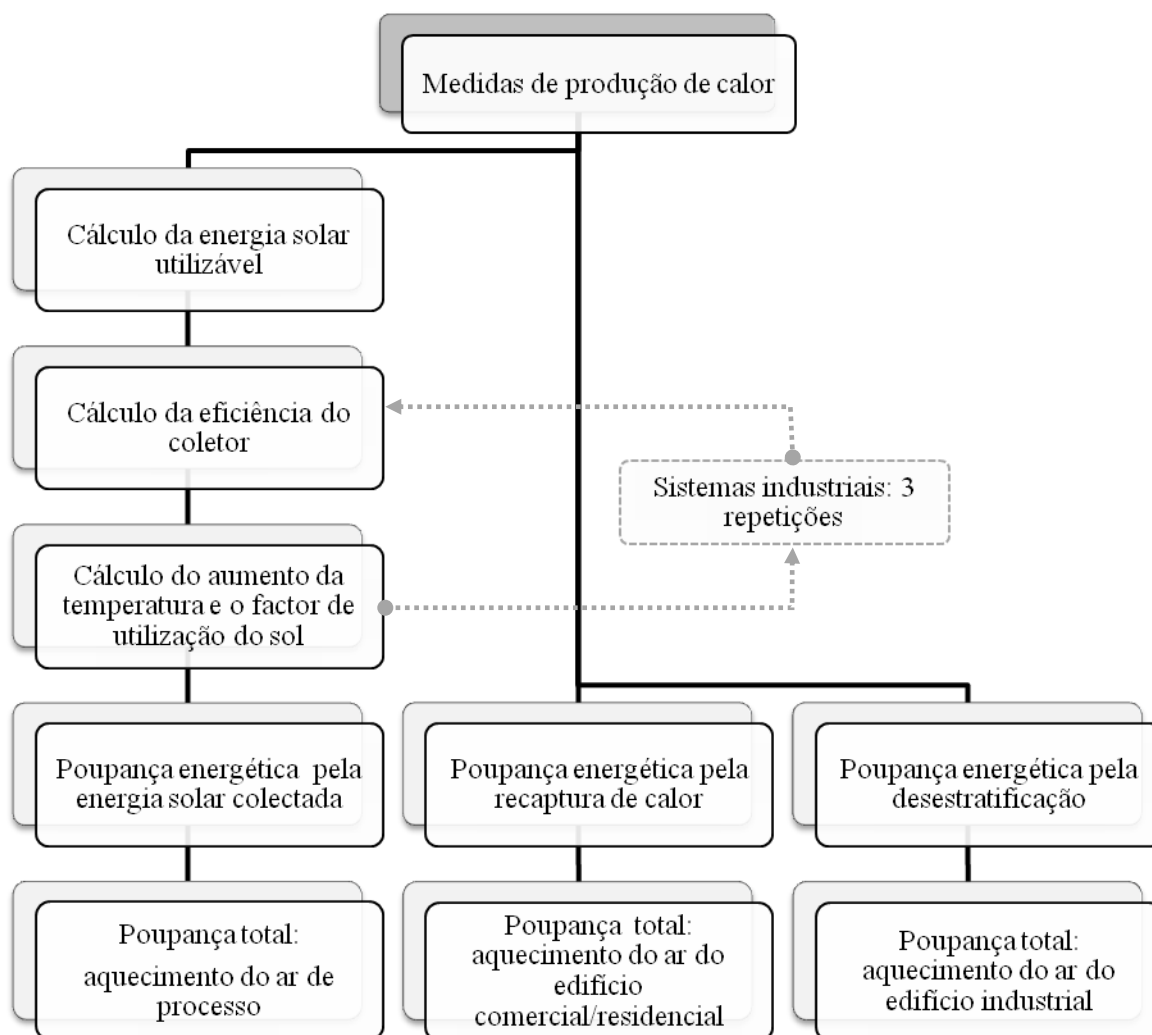 Medidas de produção de calor
Cálculo da energia solar
utilizável
Cálculo da eficiência do
coletor
Sistemas industriais: 3
repetições
Cálculo do aumento da
temperatura e o factor de
utilização do sol
Poupança energética pela
energia solar colectada
Poupança energética pela
recaptura de calor
Poupança energética pela
desestratificação
Poupança total:
aquecimento do ar de
processo
Poupança total:
aquecimento do ar do
edifício
comercial/residencial
Poupança total:
aquecimento do ar do
edifício industrial